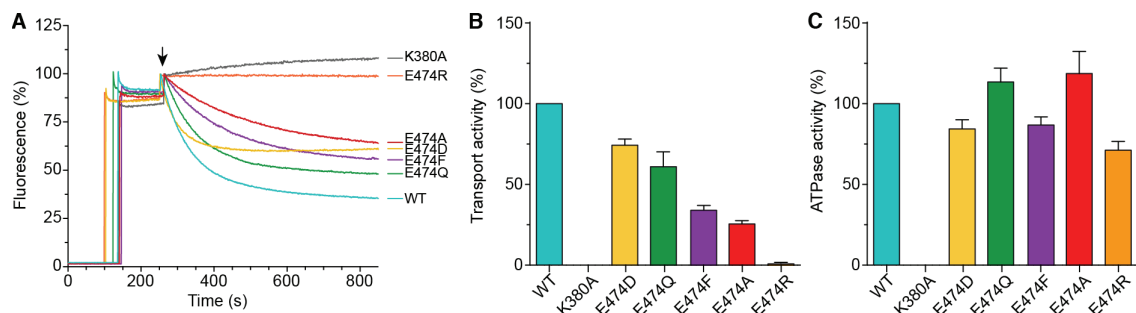 A
Fluorescence (%)
125
100
75
50
25
0
0
200
400
600
800
Time (s)
K380A
E474R
E474A
E474D
E474F
E474Q
WT
B
Transport activity (%)
150
100
50
0
WT
K380A
E474D
E474Q
E474F
E474A
E474R
C
ATPase activity (%)
150
100
50
0
WT
K380A
E474D
E474Q
E474F
E474A
E474R